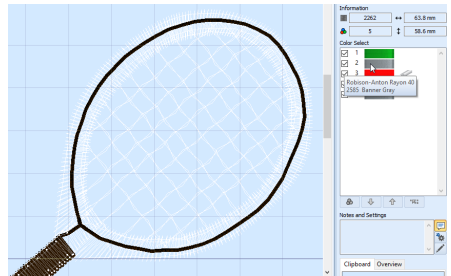 Information
2262 ↔ 63.8 mm
5 ↕ 58.6 mm
Color Select
1
2
3
Robison-Anton Rayon 40
2585 Banner Gray
Notes and Settings
Clipboard Overview